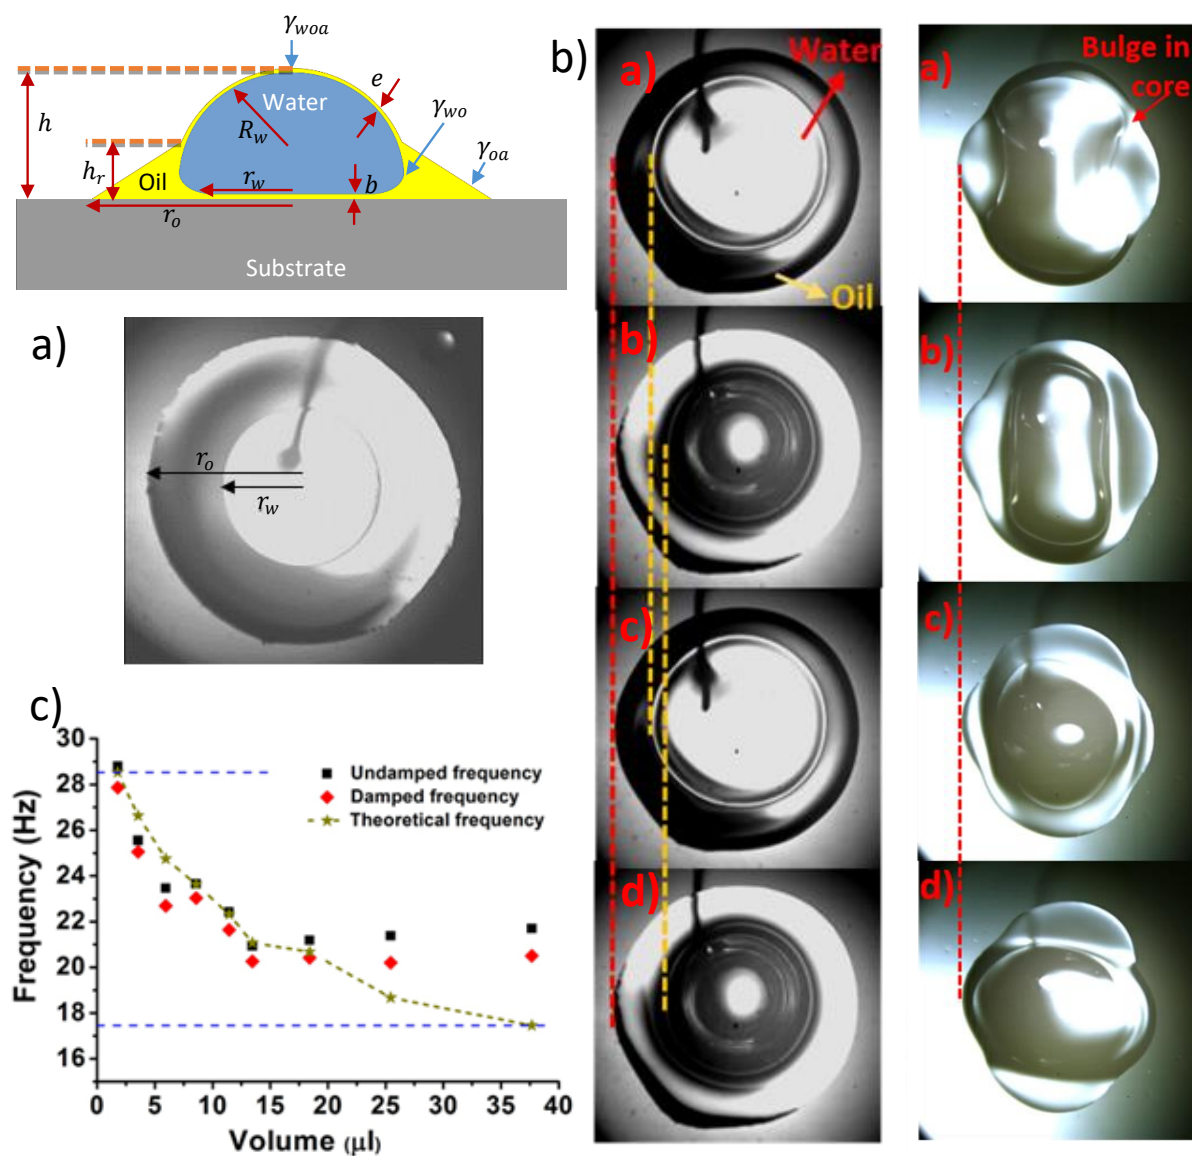 γwoa
Water
e
h
Rw
γwo
γoa
hr
Oil
rw
b
ro
Substrate
a)
ro
rw
b)
a)
Water
Oil
b)
c)
d)
a)
Bulge in
core
b)
c)
d)
c)
30
28
26
24
22
20
18
16
Frequency (Hz)
Undamped frequency
Damped frequency
Theoretical frequency
0 5 10 15 20 25 30 35 40
Volume (μl)